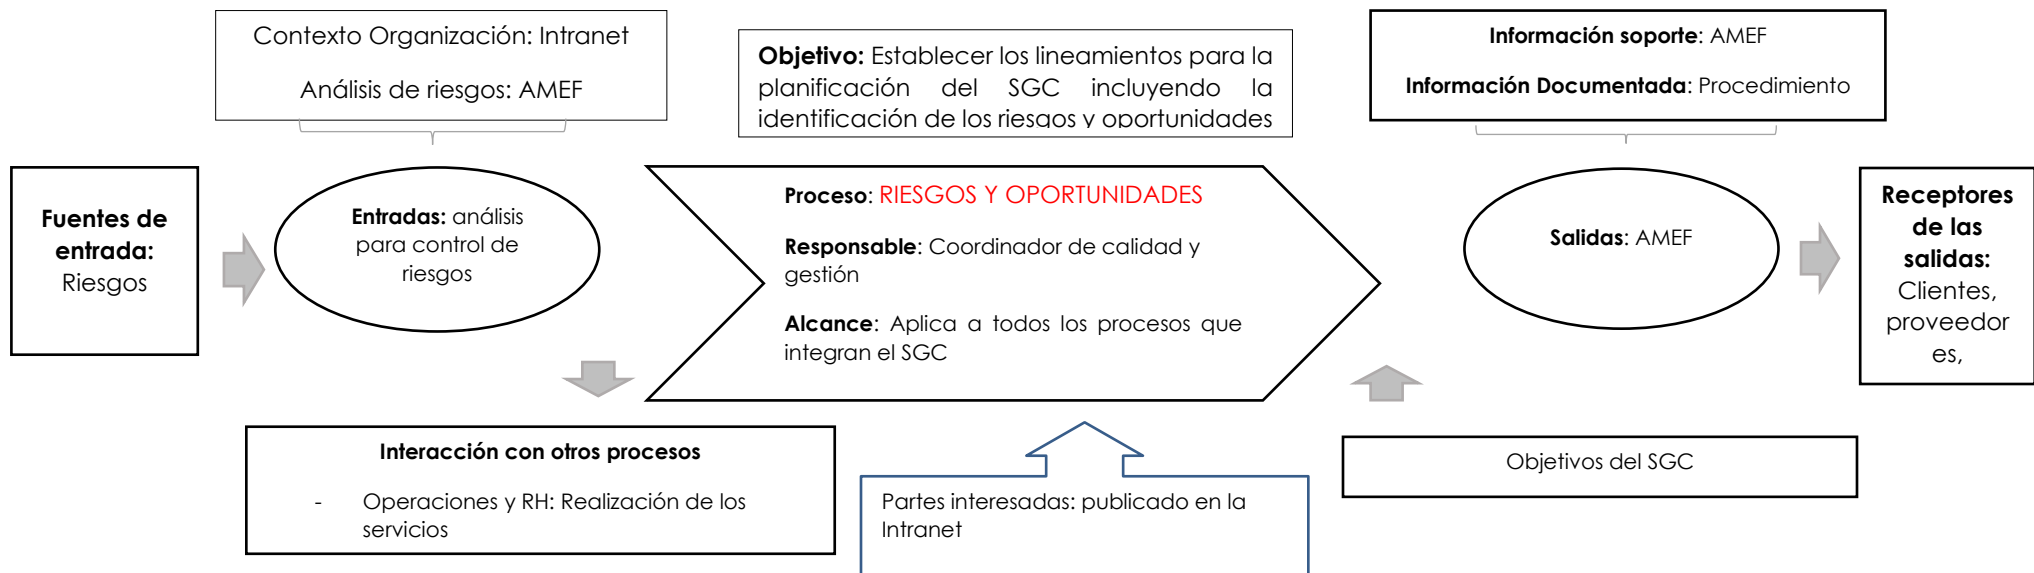 Contexto Organización: Intranet
Análisis de riesgos: AMEF
Objetivo: Establecer los lineamientos para la
planificación del SGC incluyendo la
identificación de los riesgos y oportunidades
Información soporte: AMEF
Información Documentada: Procedimiento
Fuentes de
entrada:
Riesgos
Entradas: análisis
para control de
riesgos
Proceso: RIESGOS Y OPORTUNIDADES
Responsable: Coordinador de calidad y
gestión
Alcance: Aplica a todos los procesos que
integran el SGC
Salidas: AMEF
Receptores
de las
salidas:
Clientes,
proveedor
es,
Interacción con otros procesos
- Operaciones y RH: Realización de los
servicios
Partes interesadas: publicado en la
Intranet
Objetivos del SGC